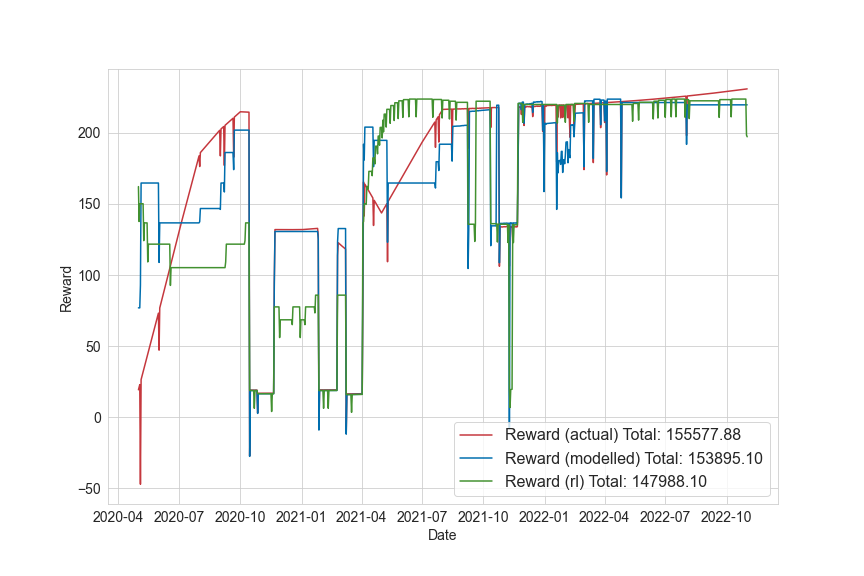 200
150
100
50
0
−50
Reward
2020-04 2020-07 2020-10 2021-01 2021-04 2021-07 2021-10 2022-01 2022-04 2022-07 2022-10
Date
Reward (actual) Total: 155577.88
Reward (modelled) Total: 153895.10
Reward (rl) Total: 147988.10